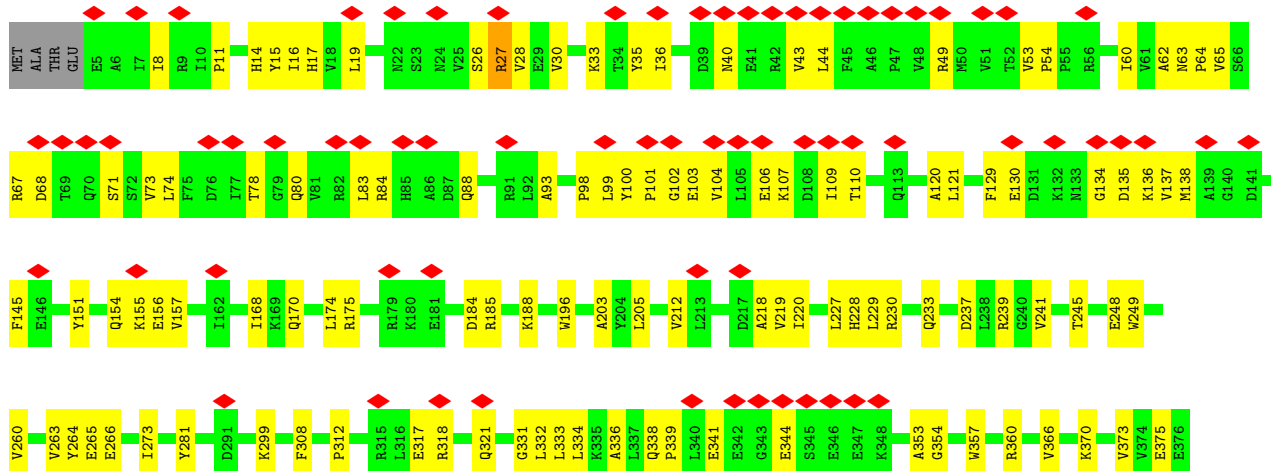 MET ALA THR GLU E5 A6 I7 I8 R9 I10 P11 H14 Y15 I16 H17 V18 L19 N22 S23 N24 V25 S26 R27 V28 E29 V30 K33 T34 Y35 I36 D39 N40 E41 R42 V43 L44 F45 A46 P47 V48 R49 M50 V51 T52 V53 P54 P55 R56 I60 V61 A62 N63 P64 V65 S66
R67 D68 T69 Q70 S71 S72 V73 L74 F75 D76 I77 T78 G79 Q80 V81 R82 L83 R84 H85 A86 D87 Q88 R91 L92 A93 P98 L99 Y100 P101 G102 E103 V104 L105 E106 K107 D108 I109 T110 Q113 A120 L121 F129 E130 D131 K132 N133 G134 D135 K136 V137 M138 A139 G140 D141
F145 E146 Y151 Q154 K155 E156 V157 I162 I168 K169 Q170 L174 R175 R179 K180 E181 D184 R185 K188 W196 A203 Y204 L205 V212 L213 D217 A218 V219 I220 L227 H228 L229 R230 Q233 D237 L238 R239 G240 V241 T245 E248 W249
V260 V263 Y264 E265 E266 I273 Y281 D291 K299 F308 P312 R315 L316 E317 R318 Q321 G331 L332 L333 L334 K335 A336 L337 Q338 P339 L340 E341 E342 G343 E344 S345 E346 E347 K348 A353 G354 W357 R360 V366 K370 V373 V374 E375 E376